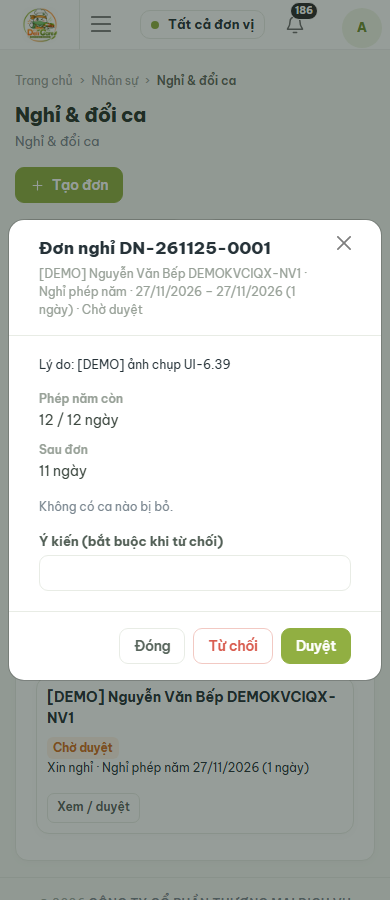 Tất cả đơn vị
186
A
Trang chủ › Nhân sự › Nghỉ & đổi ca
Nghỉ & đổi ca
Nghỉ & đổi ca
+ Tạo đơn
Đơn nghỉ DN-261125-0001
[DEMO] Nguyễn Văn Bếp DEMOKVCIQX-NV1 ·
Nghỉ phép năm · 27/11/2026 – 27/11/2026 (1
ngày) · Chờ duyệt
Lý do: [DEMO] ảnh chụp UI-6.39
Phép năm còn
12 / 12 ngày
Sau đơn
11 ngày
Không có ca nào bị bỏ.
Ý kiến (bắt buộc khi từ chối)
Đóng
Từ chối
Duyệt
[DEMO] Nguyễn Văn Bếp DEMOKVCIQX-
NV1
Chờ duyệt
Xin nghỉ · Nghỉ phép năm 27/11/2026 (1 ngày)
Xem / duyệt